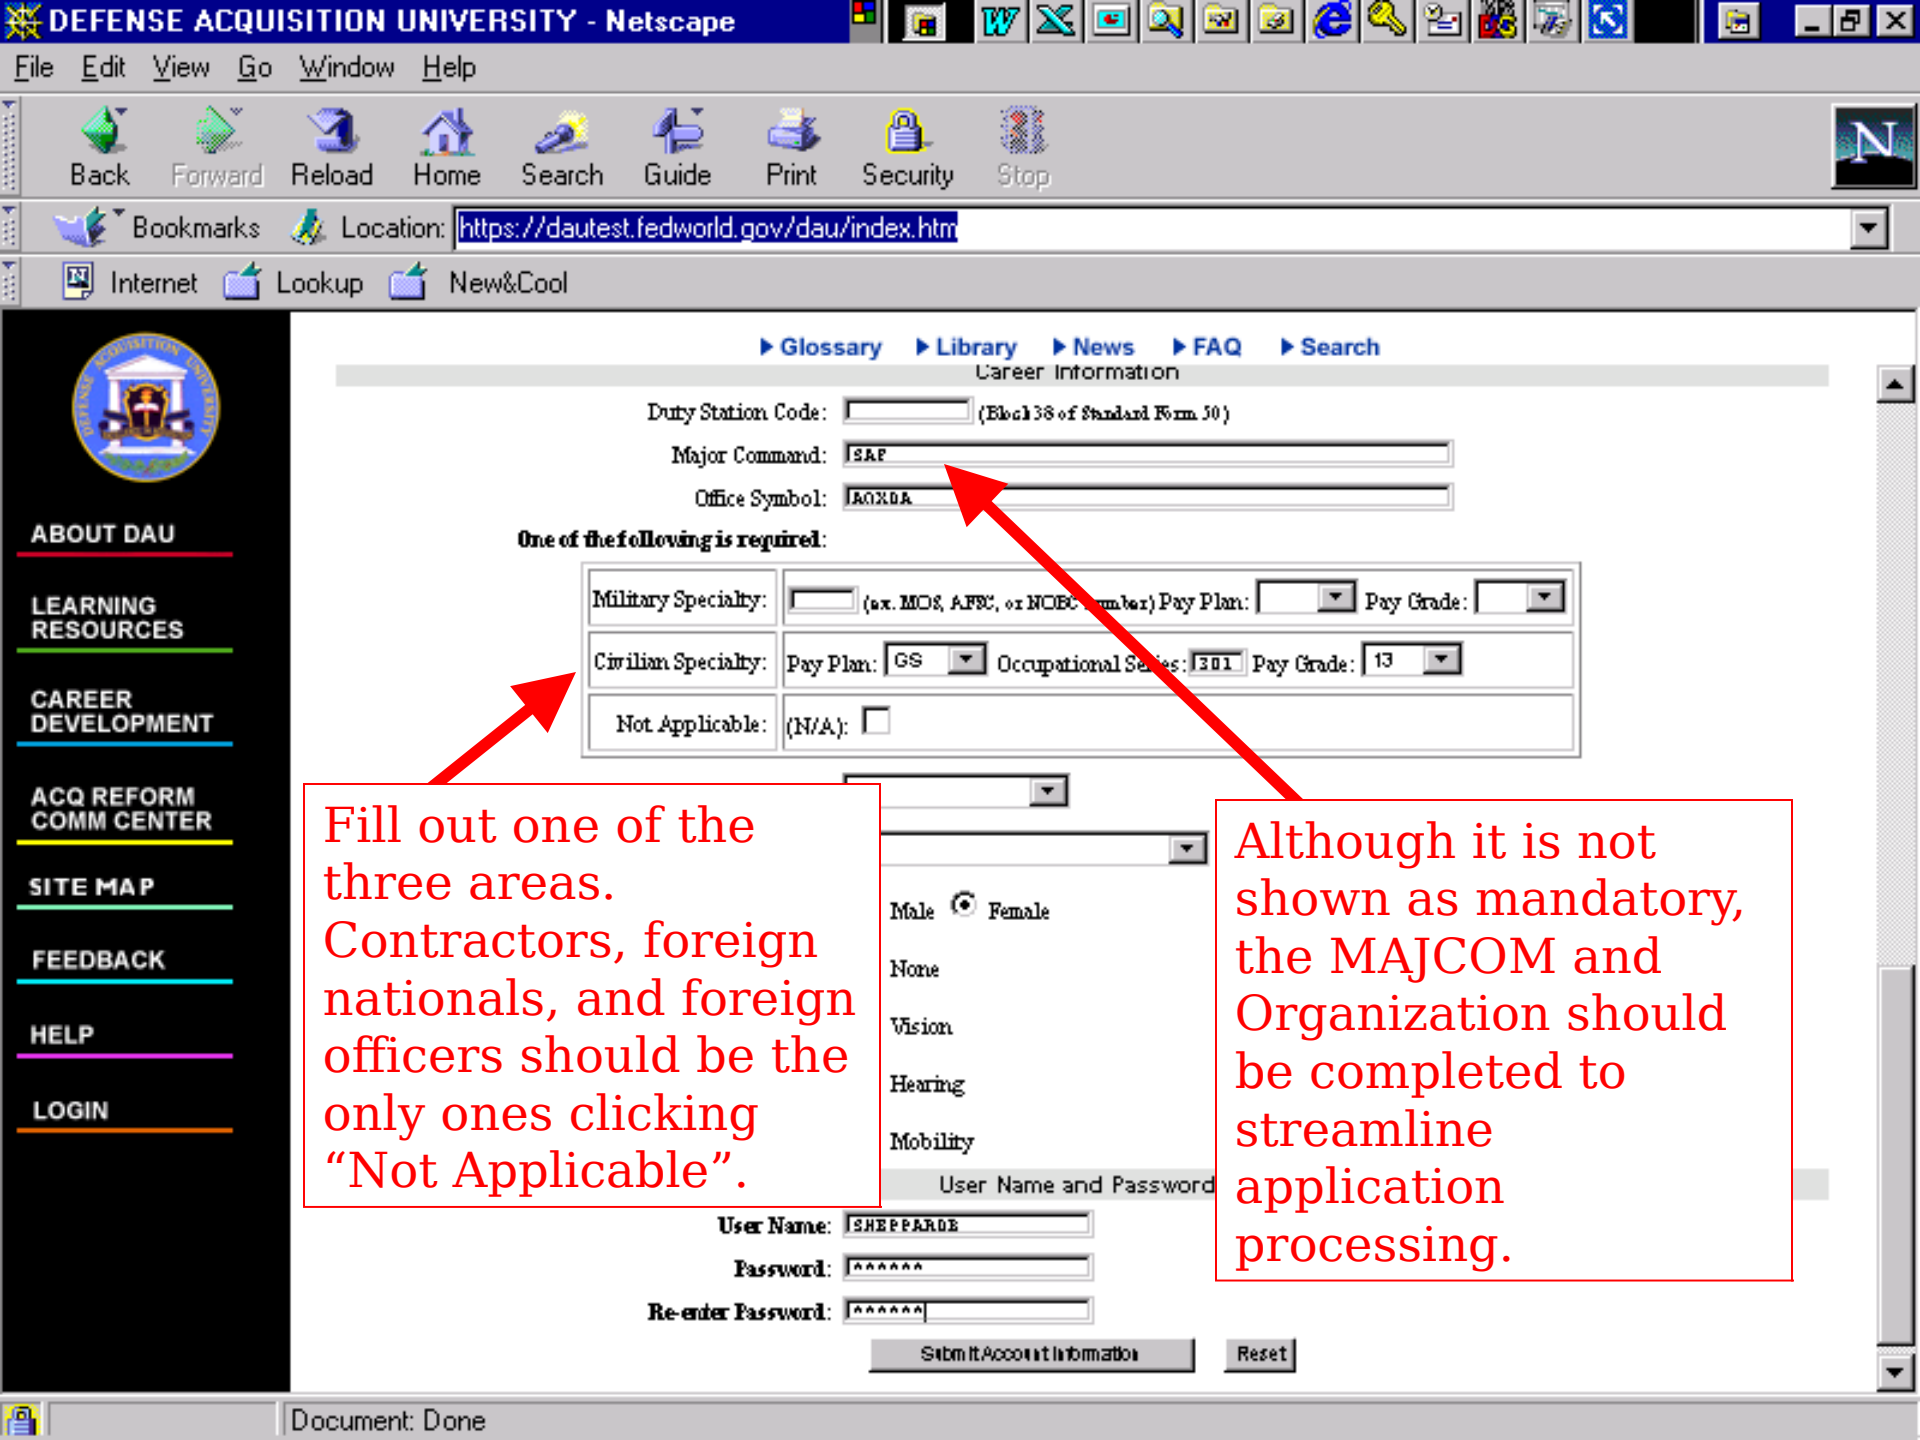 DEFENSE ACQUISITION UNIVERSITY - Netscape
File Edit View Go Window Help
Back Forward Reload Home Search Guide Print Security Stop
N
Bookmarks Location: https://dautest.fedworld.gov/dau/index.htm
Internet Lookup New&Cool
DEFENSE ACQUISITION UNIVERSITY
Glossary Library News FAQ Search
Career Information
Duty Station Code: (Block 38 of Standard Form 50)
Major Command: SAF
Office Symbol: AQXDA
One of the following is required:
Military Specialty: (ex. MOS, AFSC, or NOBC number) Pay Plan: Pay Grade:
Civilian Specialty: Pay Plan: GS Occupational Series: 301 Pay Grade: 13
Not Applicable: (N/A):
ABOUT DAU
LEARNING
RESOURCES
CAREER
DEVELOPMENT
ACQ REFORM
COMM CENTER
SITE MAP
FEEDBACK
HELP
LOGIN
Fill out one of the
three areas.
Contractors, foreign
nationals, and foreign
officers should be the
only ones clicking
“Not Applicable”.
Male Female
None
Vision
Hearing
Mobility
Although it is not
shown as mandatory,
the MAJCOM and
Organization should
be completed to
streamline
application
processing.
User Name and Password
User Name: SHEPPARDE
Password: ******
Re-enter Password: ******
Submit Account Information Reset
Document: Done